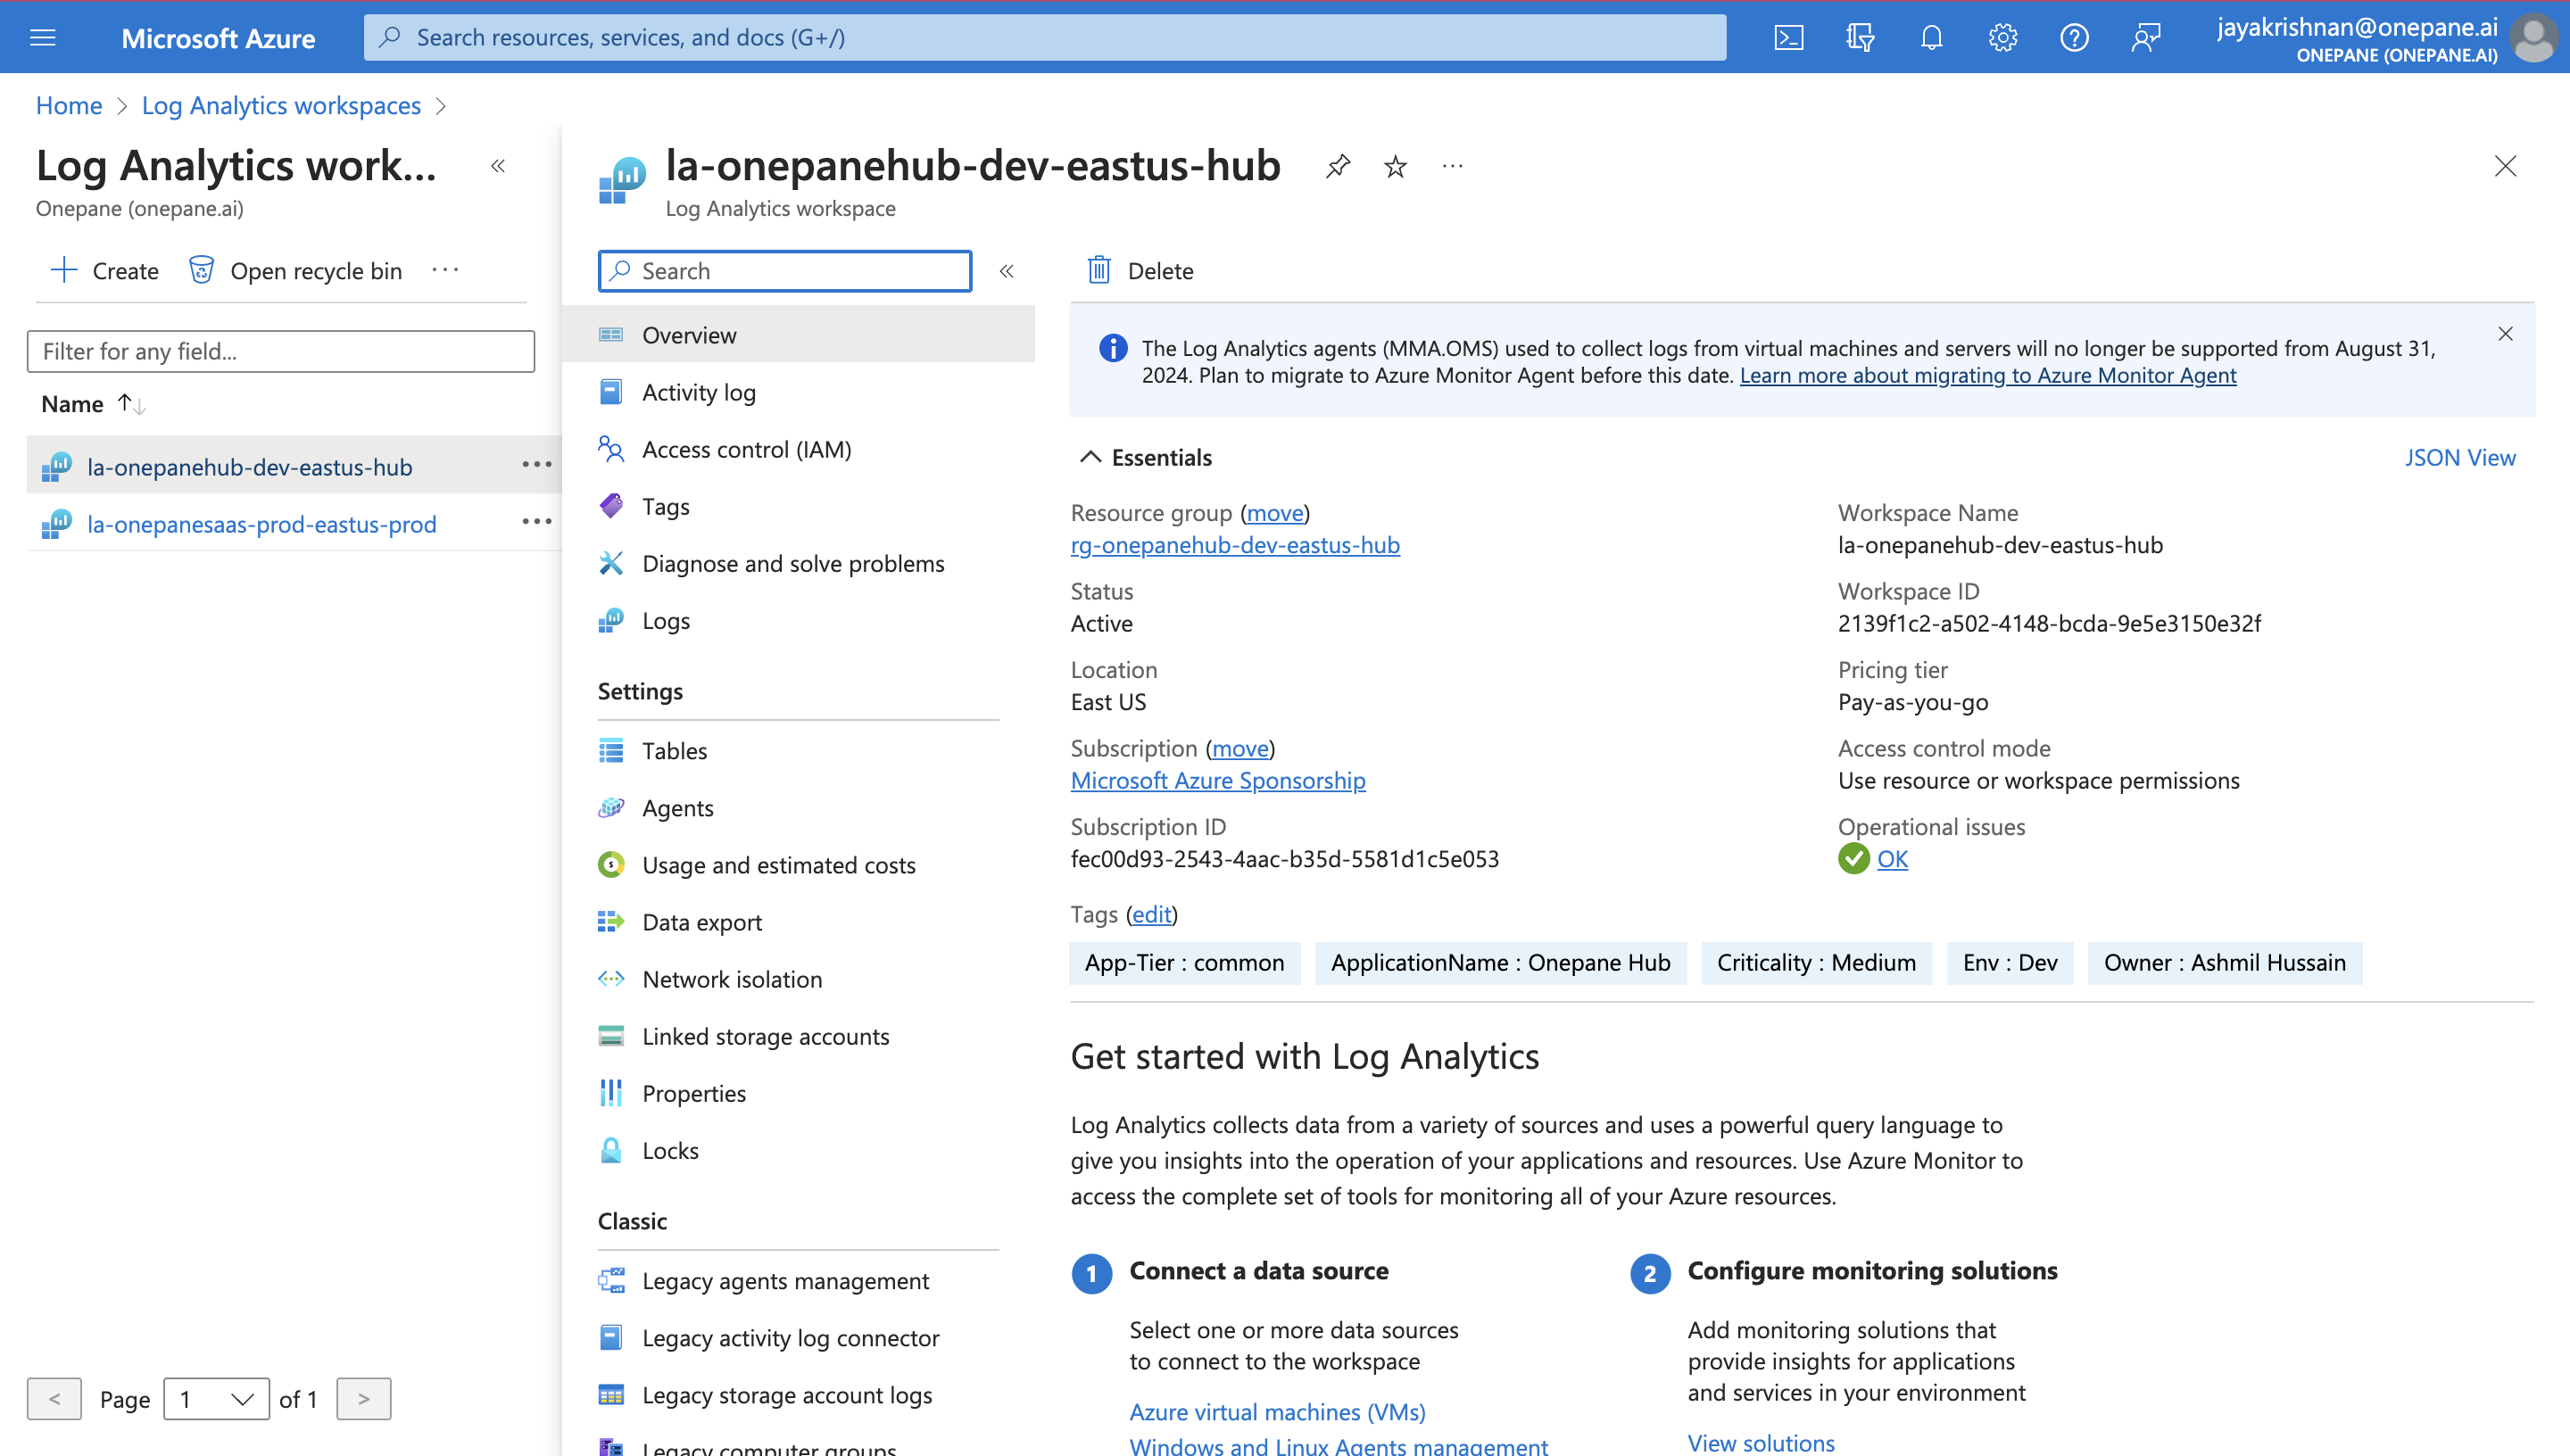 Microsoft Azure
Search resources, services, and docs (G+/)
jayakrishnan@onepane.ai
ONEPANE (ONEPANE.AI)
Home > Log Analytics workspaces >
Log Analytics work...
Onepane (onepane.ai)
Create
Open recycle bin
Filter for any field...
Name
la-onepanehub-dev-eastus-hub
la-onepanesaas-prod-eastus-prod
< Page 1 of 1 >
la-onepanehub-dev-eastus-hub
Log Analytics workspace
Search
Overview
Activity log
Access control (IAM)
Tags
Diagnose and solve problems
Logs
Settings
Tables
Agents
Usage and estimated costs
Data export
Network isolation
Linked storage accounts
Properties
Locks
Classic
Legacy agents management
Legacy activity log connector
Legacy storage account logs
Legacy computer groups
Delete
The Log Analytics agents (MMA.OMS) used to collect logs from virtual machines and servers will no longer be supported from August 31,
2024. Plan to migrate to Azure Monitor Agent before this date. Learn more about migrating to Azure Monitor Agent
Essentials
JSON View
Resource group (move)
rg-onepanehub-dev-eastus-hub
Status
Active
Location
East US
Subscription (move)
Microsoft Azure Sponsorship
Subscription ID
fec00d93-2543-4aac-b35d-5581d1c5e053
Workspace Name
la-onepanehub-dev-eastus-hub
Workspace ID
2139f1c2-a502-4148-bcda-9e5e3150e32f
Pricing tier
Pay-as-you-go
Access control mode
Use resource or workspace permissions
Operational issues
OK
Tags (edit)
App-Tier : common
ApplicationName : Onepane Hub
Criticality : Medium
Env : Dev
Owner : Ashmil Hussain
Get started with Log Analytics
Log Analytics collects data from a variety of sources and uses a powerful query language to
give you insights into the operation of your applications and resources. Use Azure Monitor to
access the complete set of tools for monitoring all of your Azure resources.
1 Connect a data source
Select one or more data sources
to connect to the workspace
Azure virtual machines (VMs)
Windows and Linux Agents management
2 Configure monitoring solutions
Add monitoring solutions that
provide insights for applications
and services in your environment
View solutions